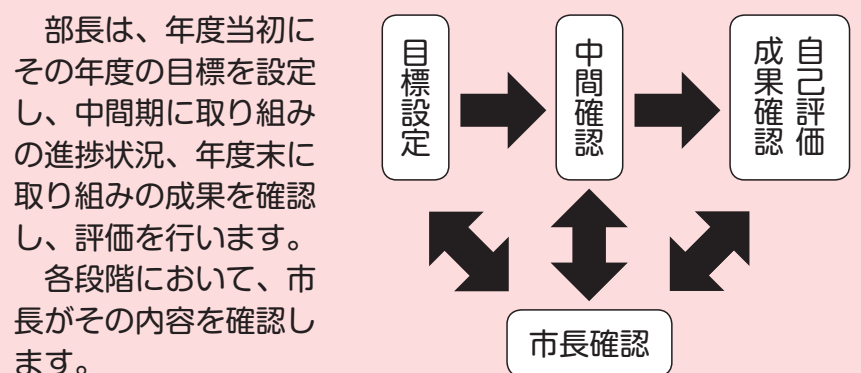 部長は、年度当初に
その年度の目標を設定
し、中間期に取り組み
の進捗状況、年度末に
取り組みの成果を確認
し、評価を行います。
　各段階において、市
長がその内容を確認し
ます。
目標設定
中間確認
自己評価
成果確認
市長確認